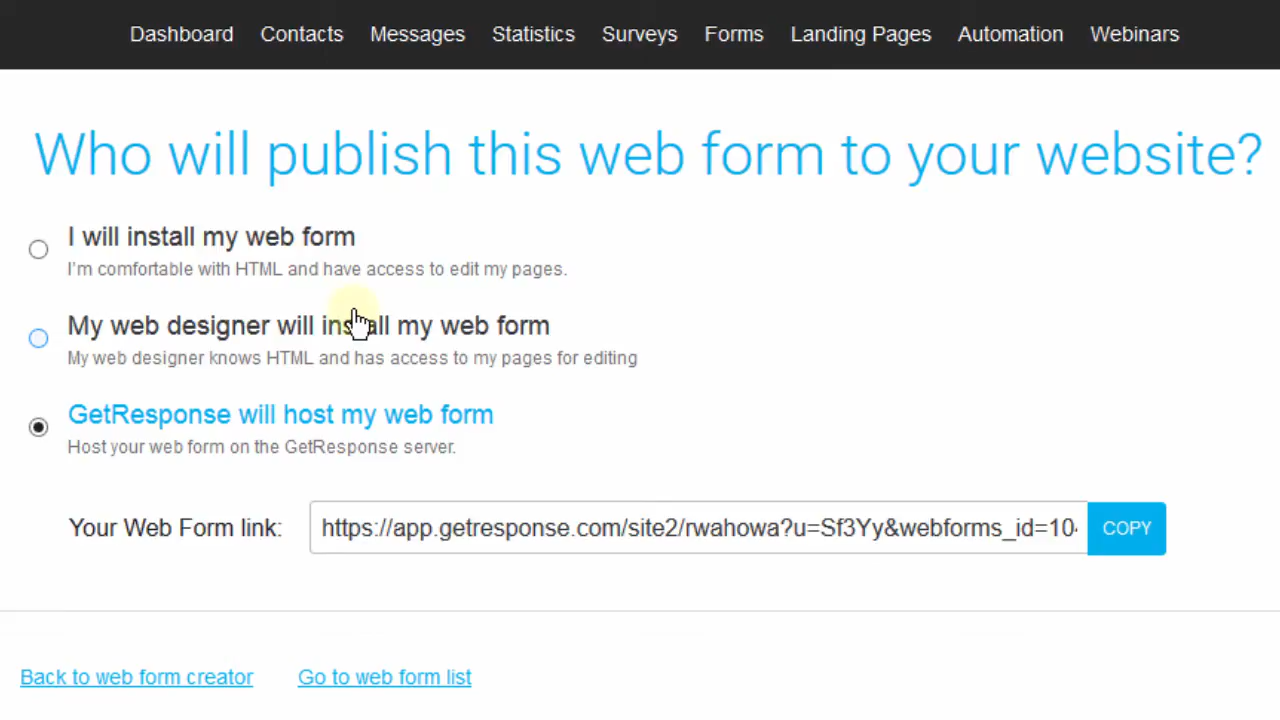 Dashboard Contacts Messages Statistics Surveys Forms Landing Pages Automation Webinars
Who will publish this web form to your website?
I will install my web form
I'm comfortable with HTML and have access to edit my pages.
My web designer will install my web form
My web designer knows HTML and has access to my pages for editing
GetResponse will host my web form
Host your web form on the GetResponse server.
Your Web Form link: https://app.getresponse.com/site2/rwahowa?u=Sf3Yy&webforms_id=10 COPY
Back to web form creator Go to web form list